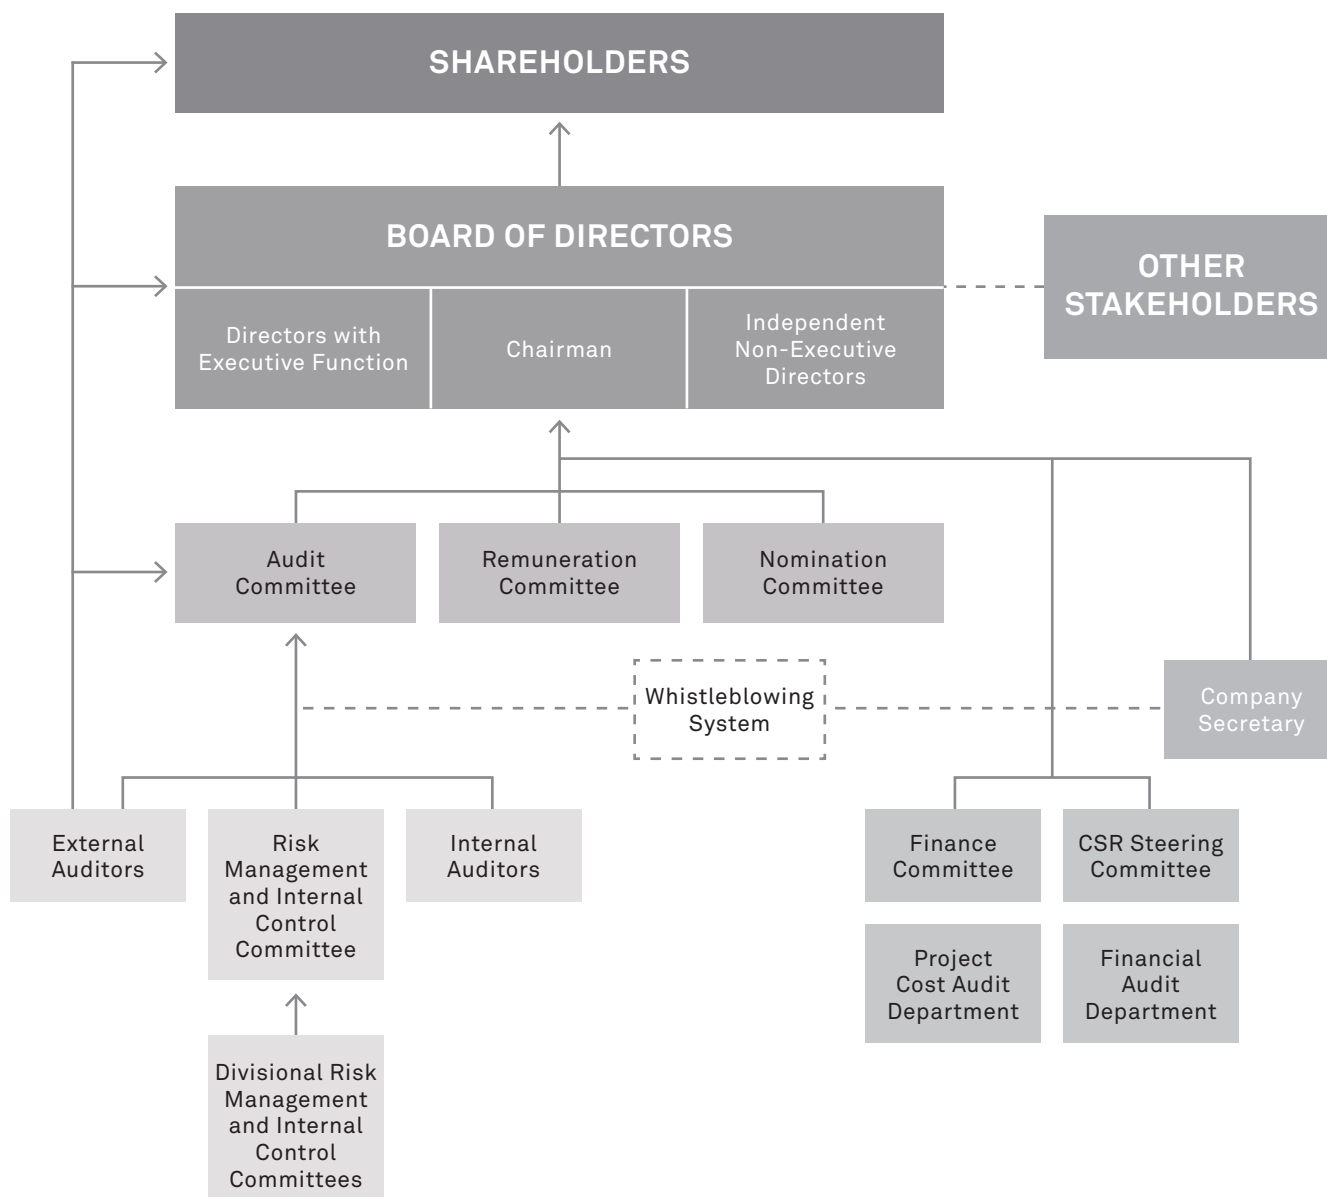 SHAREHOLDERS
BOARD OF DIRECTORS
Directors with
Executive Function
Chairman
Independent
Non-Executive
Directors
OTHER
STAKEHOLDERS
Audit
Committee
Remuneration
Committee
Nomination
Committee
Whistleblowing
System
Company
Secretary
External
Auditors
Risk
Management
and Internal
Control
Committee
Internal
Auditors
Finance
Committee
CSR Steering
Committee
Project
Cost Audit
Department
Financial
Audit
Department
Divisional Risk
Management
and Internal
Control
Committees